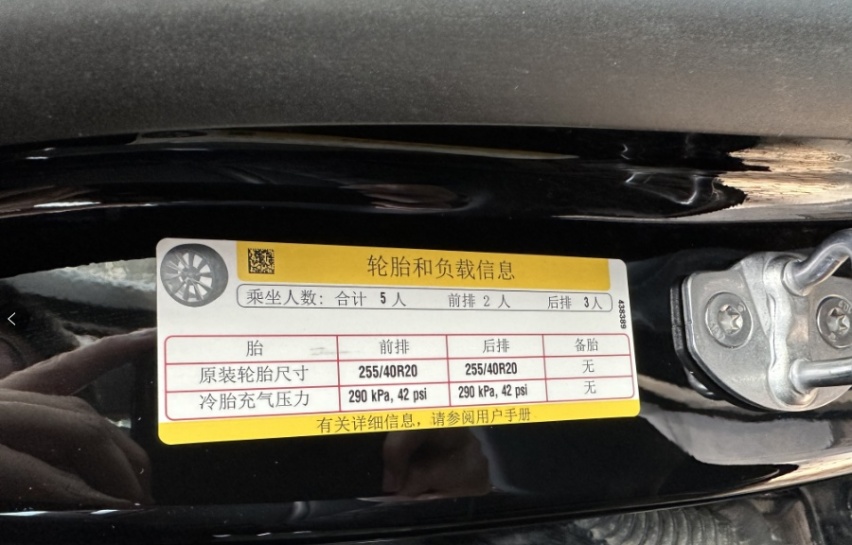 轮胎和负载信息
乘坐人数：合计 5 人 前排 2 人 后排 3人
438389
胎 前排 后排 备胎
原装轮胎尺寸 255/40R20 255/40R20 无
冷胎充气压力 290 kPa, 42 psi 290 kPa, 42 psi 无
有关详细信息，请参阅用户手册